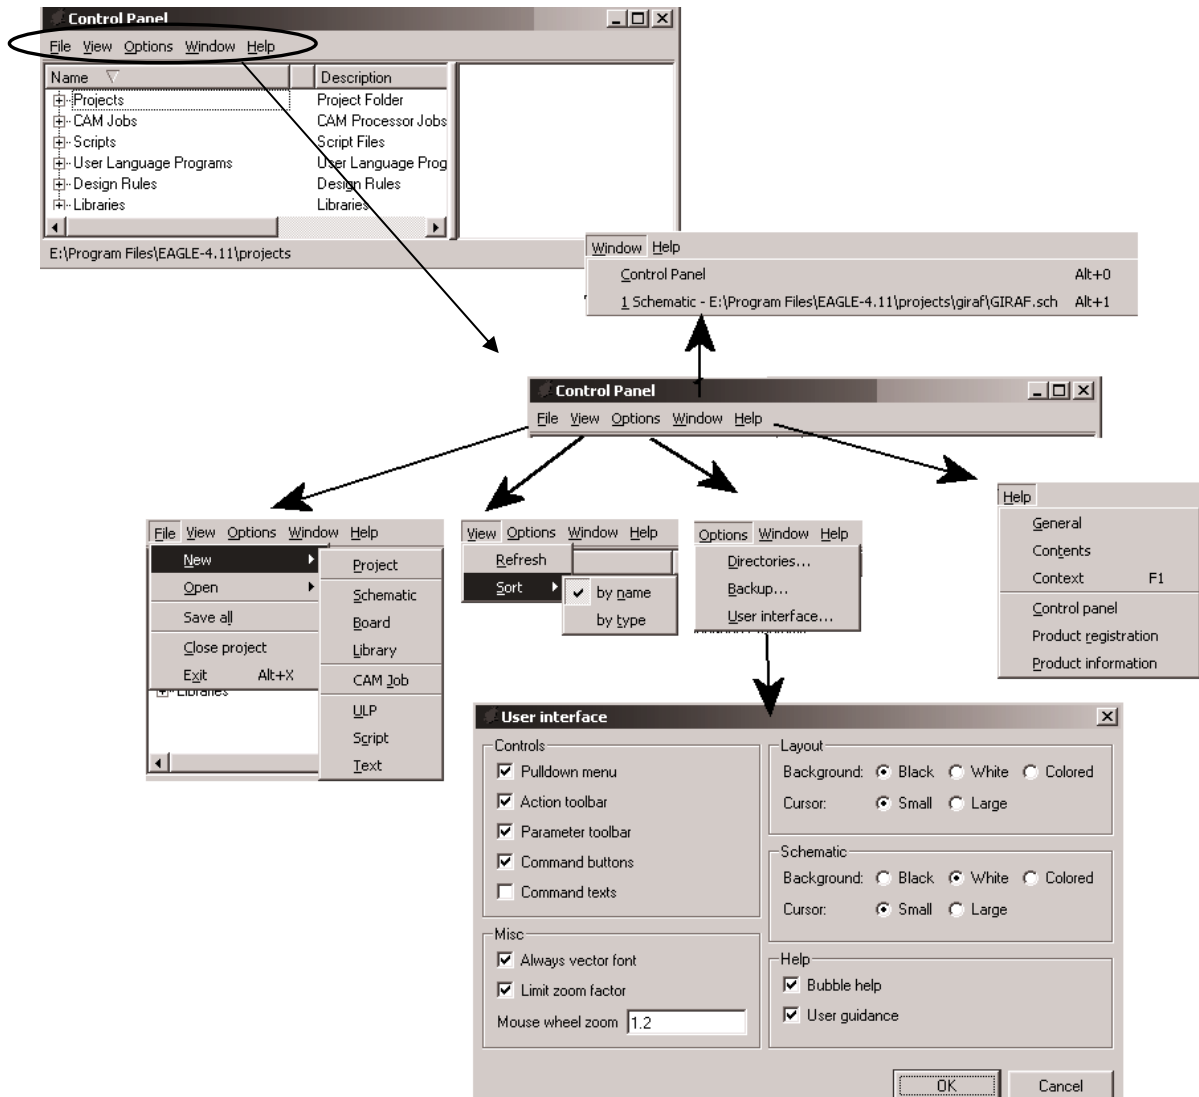 Control Panel
File View Options Window Help
Name Description
Projects Project Folder
CAM Jobs CAM Processor Jobs
Scripts Script Files
User Language Programs User Language Prog
Design Rules Design Rules
Libraries Libraries
E:\Program Files\EAGLE-4.11\projects
Window Help
Control Panel Alt+0
1 Schematic - E:\Program Files\EAGLE-4.11\projects\giraf\GIRAF.sch Alt+1
Control Panel
File View Options Window Help
File View Options Window Help
New
Open
Save all
Close project
Exit Alt+X
Libraries
Project
Schematic
Board
Library
CAM Job
ULP
Script
Text
View Options Window Help
Refresh
Sort
by name
by type
Options Window Help
Directories...
Backup...
User interface...
Help
General
Contents
Context F1
Control panel
Product registration
Product information
User interface
Controls
Pulldown menu
Action toolbar
Parameter toolbar
Command buttons
Command texts
Misc
Always vector font
Limit zoom factor
Mouse wheel zoom 1.2
Layout
Background: Black White Colored
Cursor: Small Large
Schematic
Background: Black White Colored
Cursor: Small Large
Help
Bubble help
User guidance
OK Cancel